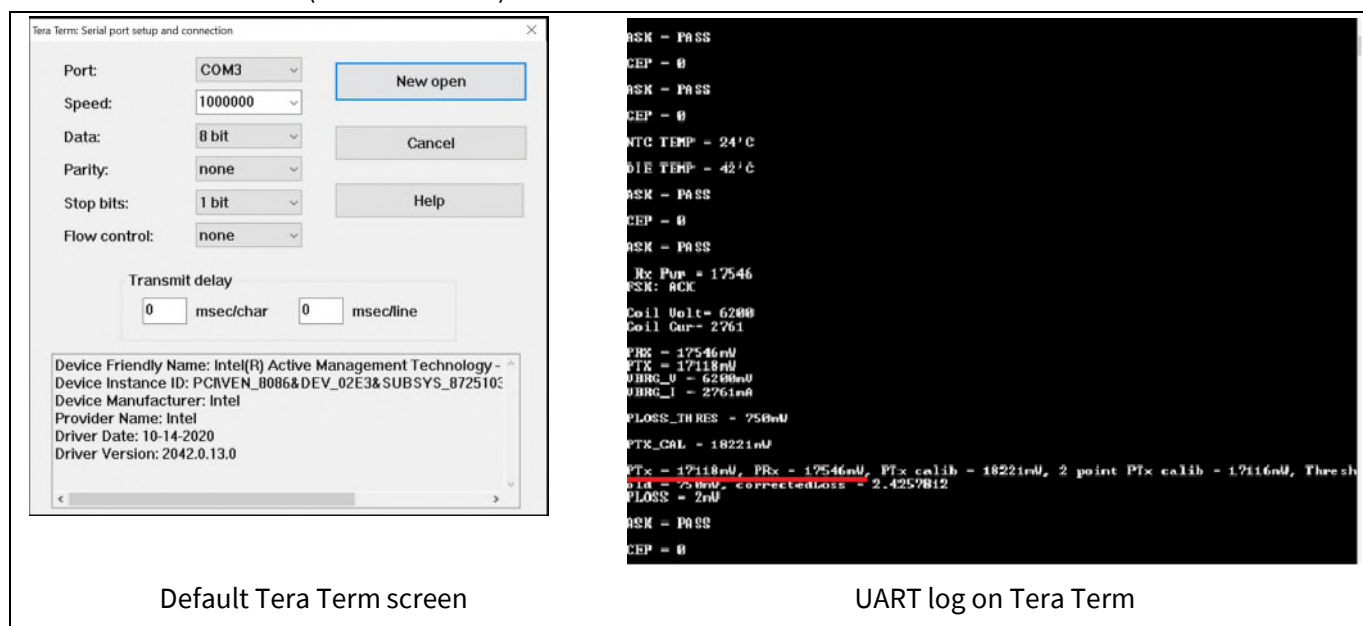 Tera Term: Serial port setup and connection
Port: COM3 New open
Speed: 1000000
Data: 8 bit Cancel
Parity: none
Stop bits: 1 bit Help
Flow control: none
Transmit delay
0 msec/char 0 msec/line
Device Friendly Name: Intel(R) Active Management Technology -
Device Instance ID: PCI\VEN_8086&DEV_02E3&SUBSYS_8725103
Device Manufacturer: Intel
Provider Name: Intel
Driver Date: 10-14-2020
Driver Version: 2042.0.13.0
Default Tera Term screen
ASK - PASS
CEP - 0
ASK - PASS
CEP - 0
NTC TEMP - 24'C
DIE TEMP - 42'C
ASK - PASS
CEP - 0
ASK - PASS
Rx Pwr = 17546
FSK: ACK
Coil Volt= 6200
Coil Cur= 2761
PRX = 17546mW
PTX = 17118mW
VBRG_V - 6200mV
VBRG_I - 2761mA
PLOSS_THRES - 750mW
PTX_CAL - 18221mW
PTx - 17118mW, PRx - 17546mW, PTx calib - 18221mW, 2 point PTx calib - 17116mW, Thresh
old - 750mW, correctedLoss - 2.4257812
PLOSS = 2mW
ASK = PASS
CEP = 0
UART log on Tera Term